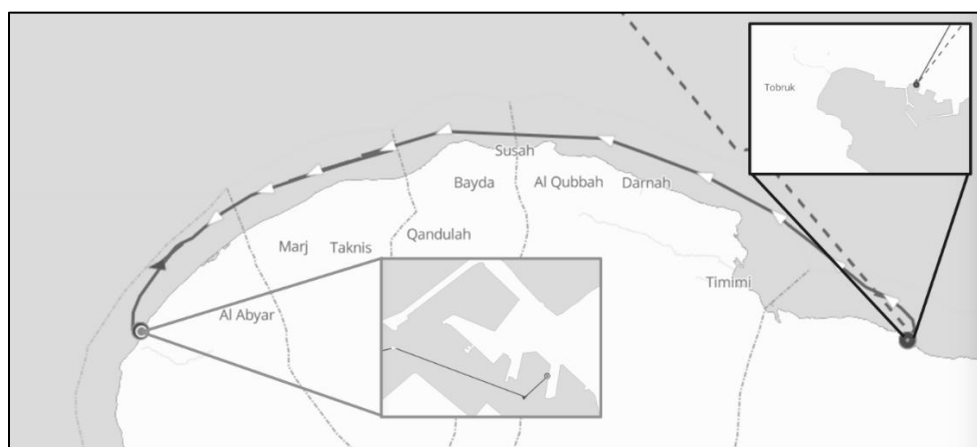 Tobruk
Susah
Bayda
Al Qubbah
Darnah
Marj
Taknis
Qandulah
Timimi
Al Abyar